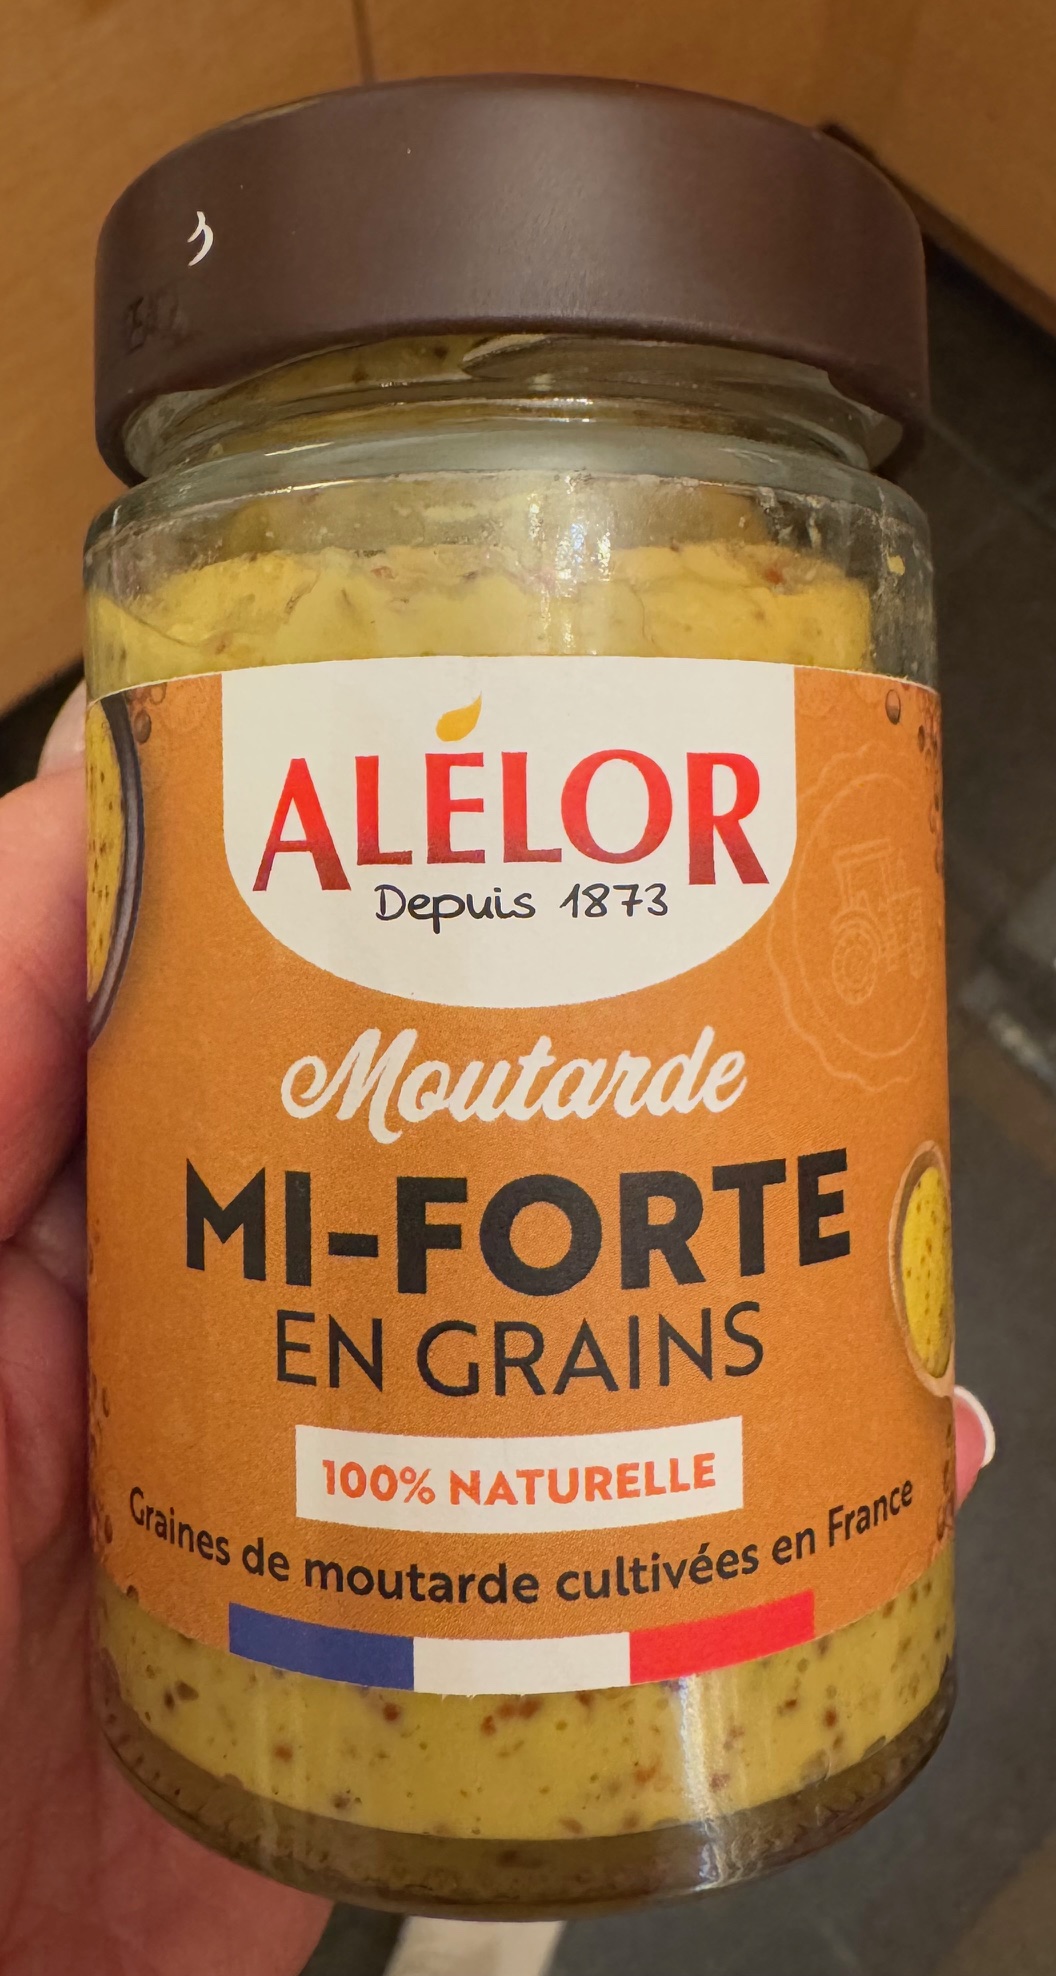 ALÉLOR
Depuis 1873
Moutarde
MI-FORTE
EN GRAINS
100% NATURELLE
Graines de moutarde cultivées en France